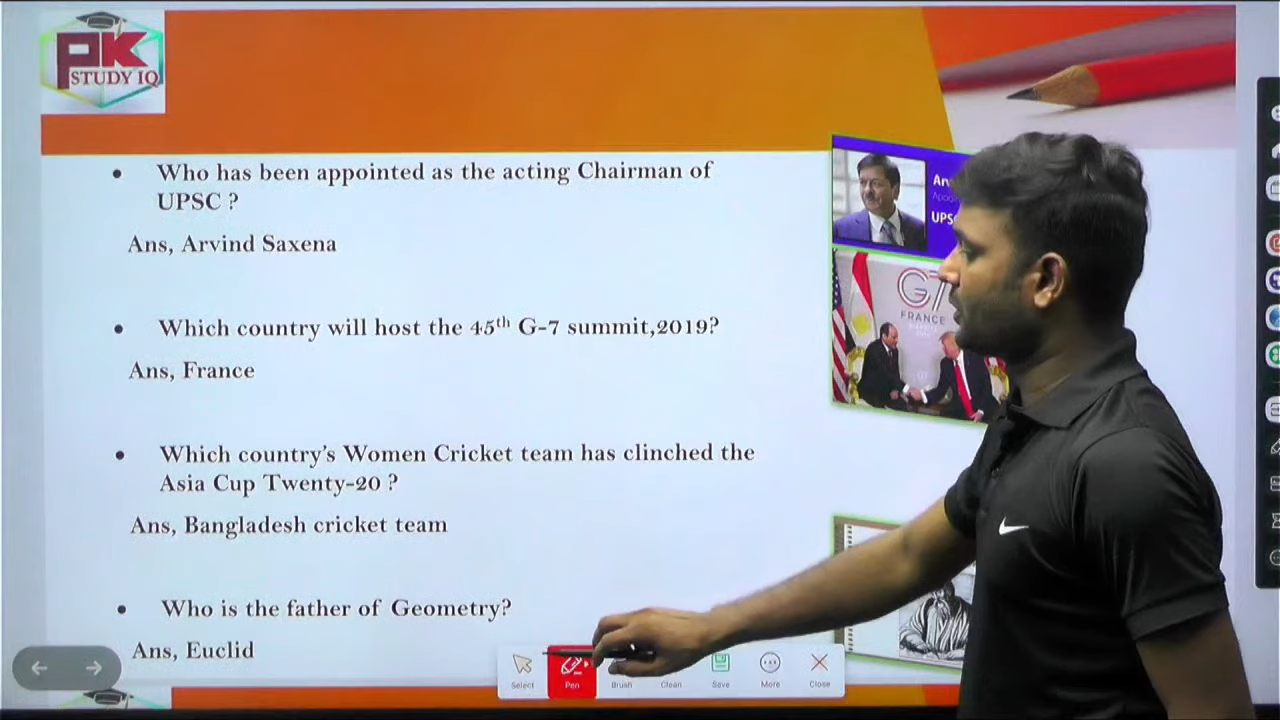 PK
STUDY IQ
• Who has been appointed as the acting Chairman of
UPSC ?
Ans, Arvind Saxena
• Which country will host the 45th G-7 summit,2019?
Ans, France
• Which country's Women Cricket team has clinched the
Asia Cup Twenty-20 ?
Ans, Bangladesh cricket team
• Who is the father of Geometry?
Ans, Euclid
UPSC
G7
FRANCE
Select Pen Brush Clean Save More Close